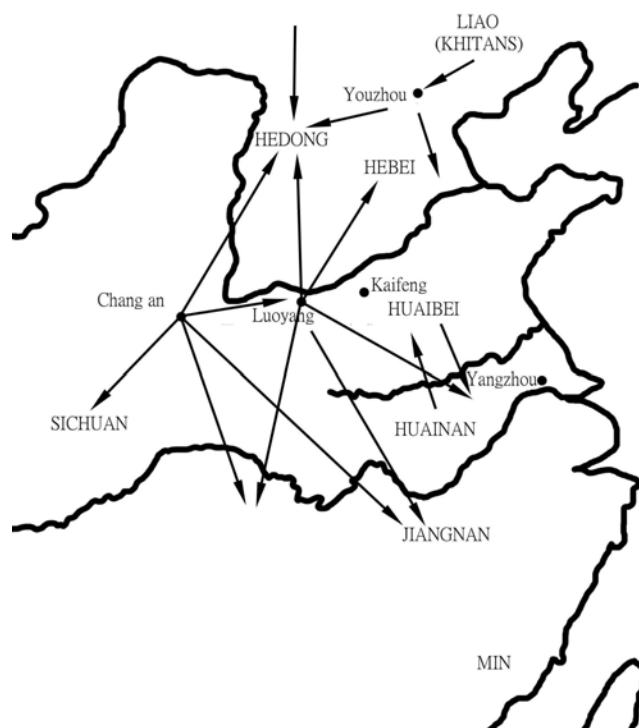 LIAO
(KHITANS)
Youzhou
HEDONG
HEBEI
Kaifeng
Chang an
HUAIBEI
Luoyang
Yangzhou
SICHUAN
HUAINAN
JIANGNAN
MIN